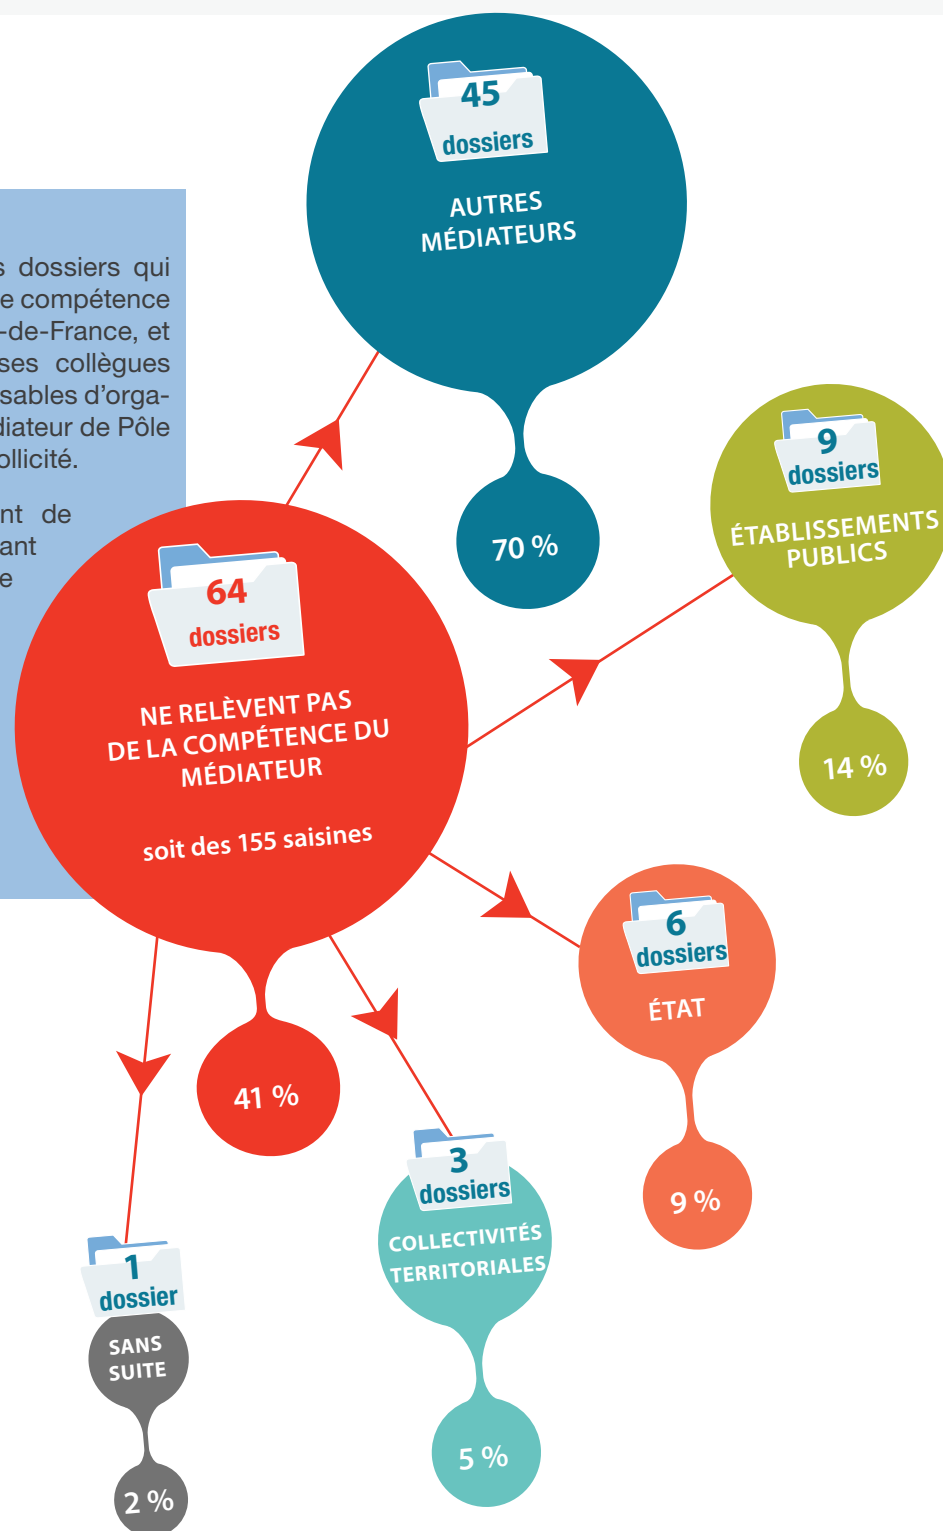 45
dossiers
AUTRES
MÉDIATEURS
70 %
dossiers qui
compétence
-de-France, et
ses collègues
sables d'orga-
diateur de Pôle
ollicité.
nt de
ant
e
9
dossiers
ÉTABLISSEMENTS
PUBLICS
14 %
64
dossiers
NE RELÈVENT PAS
DE LA COMPÉTENCE DU
MÉDIATEUR
soit des 155 saisines
41 %
6
dossiers
ÉTAT
9 %
3
dossiers
COLLECTIVITÉS
TERRITORIALES
5 %
1
dossier
SANS
SUITE
2 %